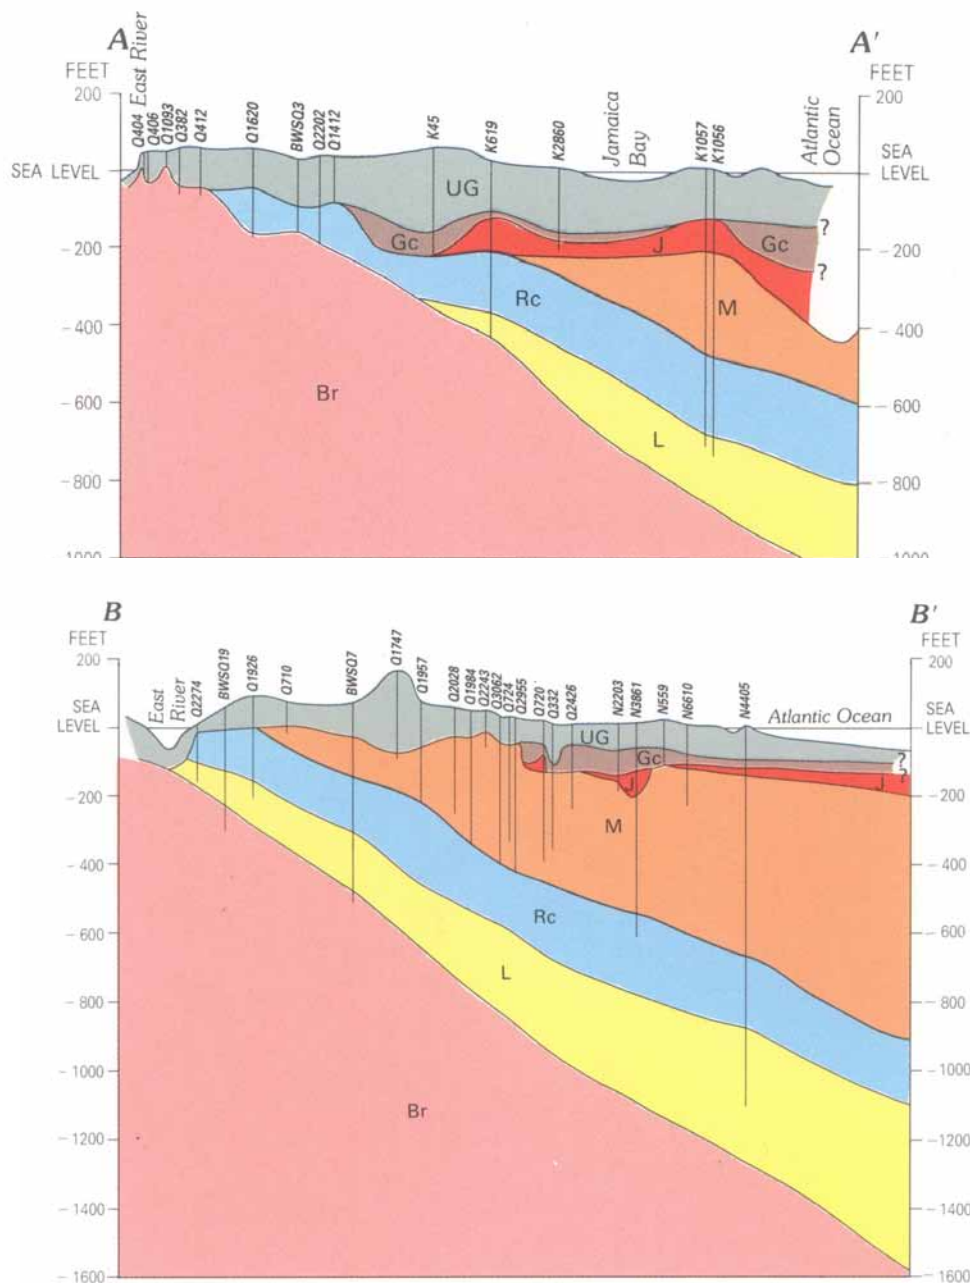 A
East River
A'
FEET
FEET
200
200
Q404
Q406
Q1093
Q382
Q412
Q1620
BWSQ3
Q2202
Q1412
K45
K619
K2860
Jamaica
Bay
K1057
K1056
Atlantic
Ocean
SEA LEVEL
SEA
LEVEL
UG
Gc
J
Gc
?
?
-200
-200
Rc
M
-400
-400
Br
L
-600
-600
-800
-800
-1000
-1000
B
B'
FEET
FEET
200
200
East
River
Q2274
BWSQ19
Q1926
Q710
BWSQ7
Q1747
Q1957
Q2028
Q1984
Q2243
Q3062
Q724
Q2955
Q720
Q332
Q2426
N2203
N3861
N559
N6610
N4405
Atlantic Ocean
SEA
LEVEL
SEA
LEVEL
UG
Gc
?
?
J
J
-200
-200
M
-400
-400
Rc
-600
-600
L
-800
-800
-1000
-1000
Br
-1200
-1200
-1400
-1400
-1600
-1600